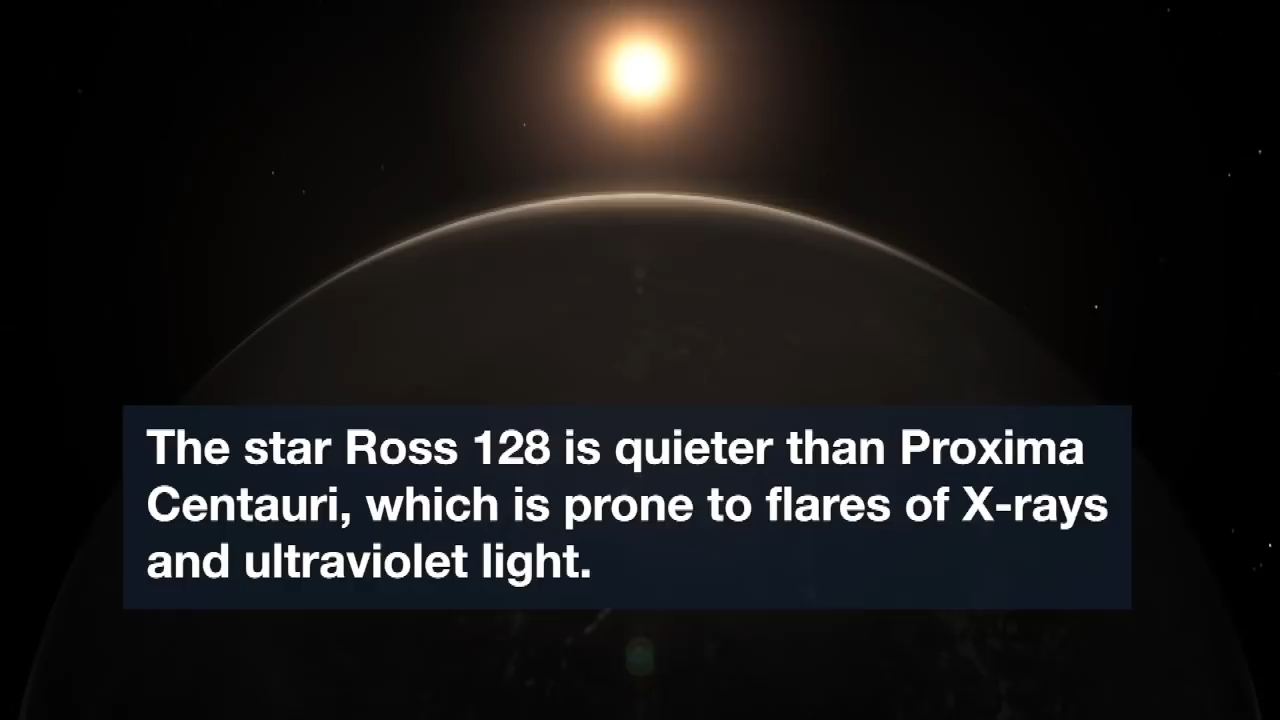 The star Ross 128 is quieter than Proxima
Centauri, which is prone to flares of X-rays
and ultraviolet light.